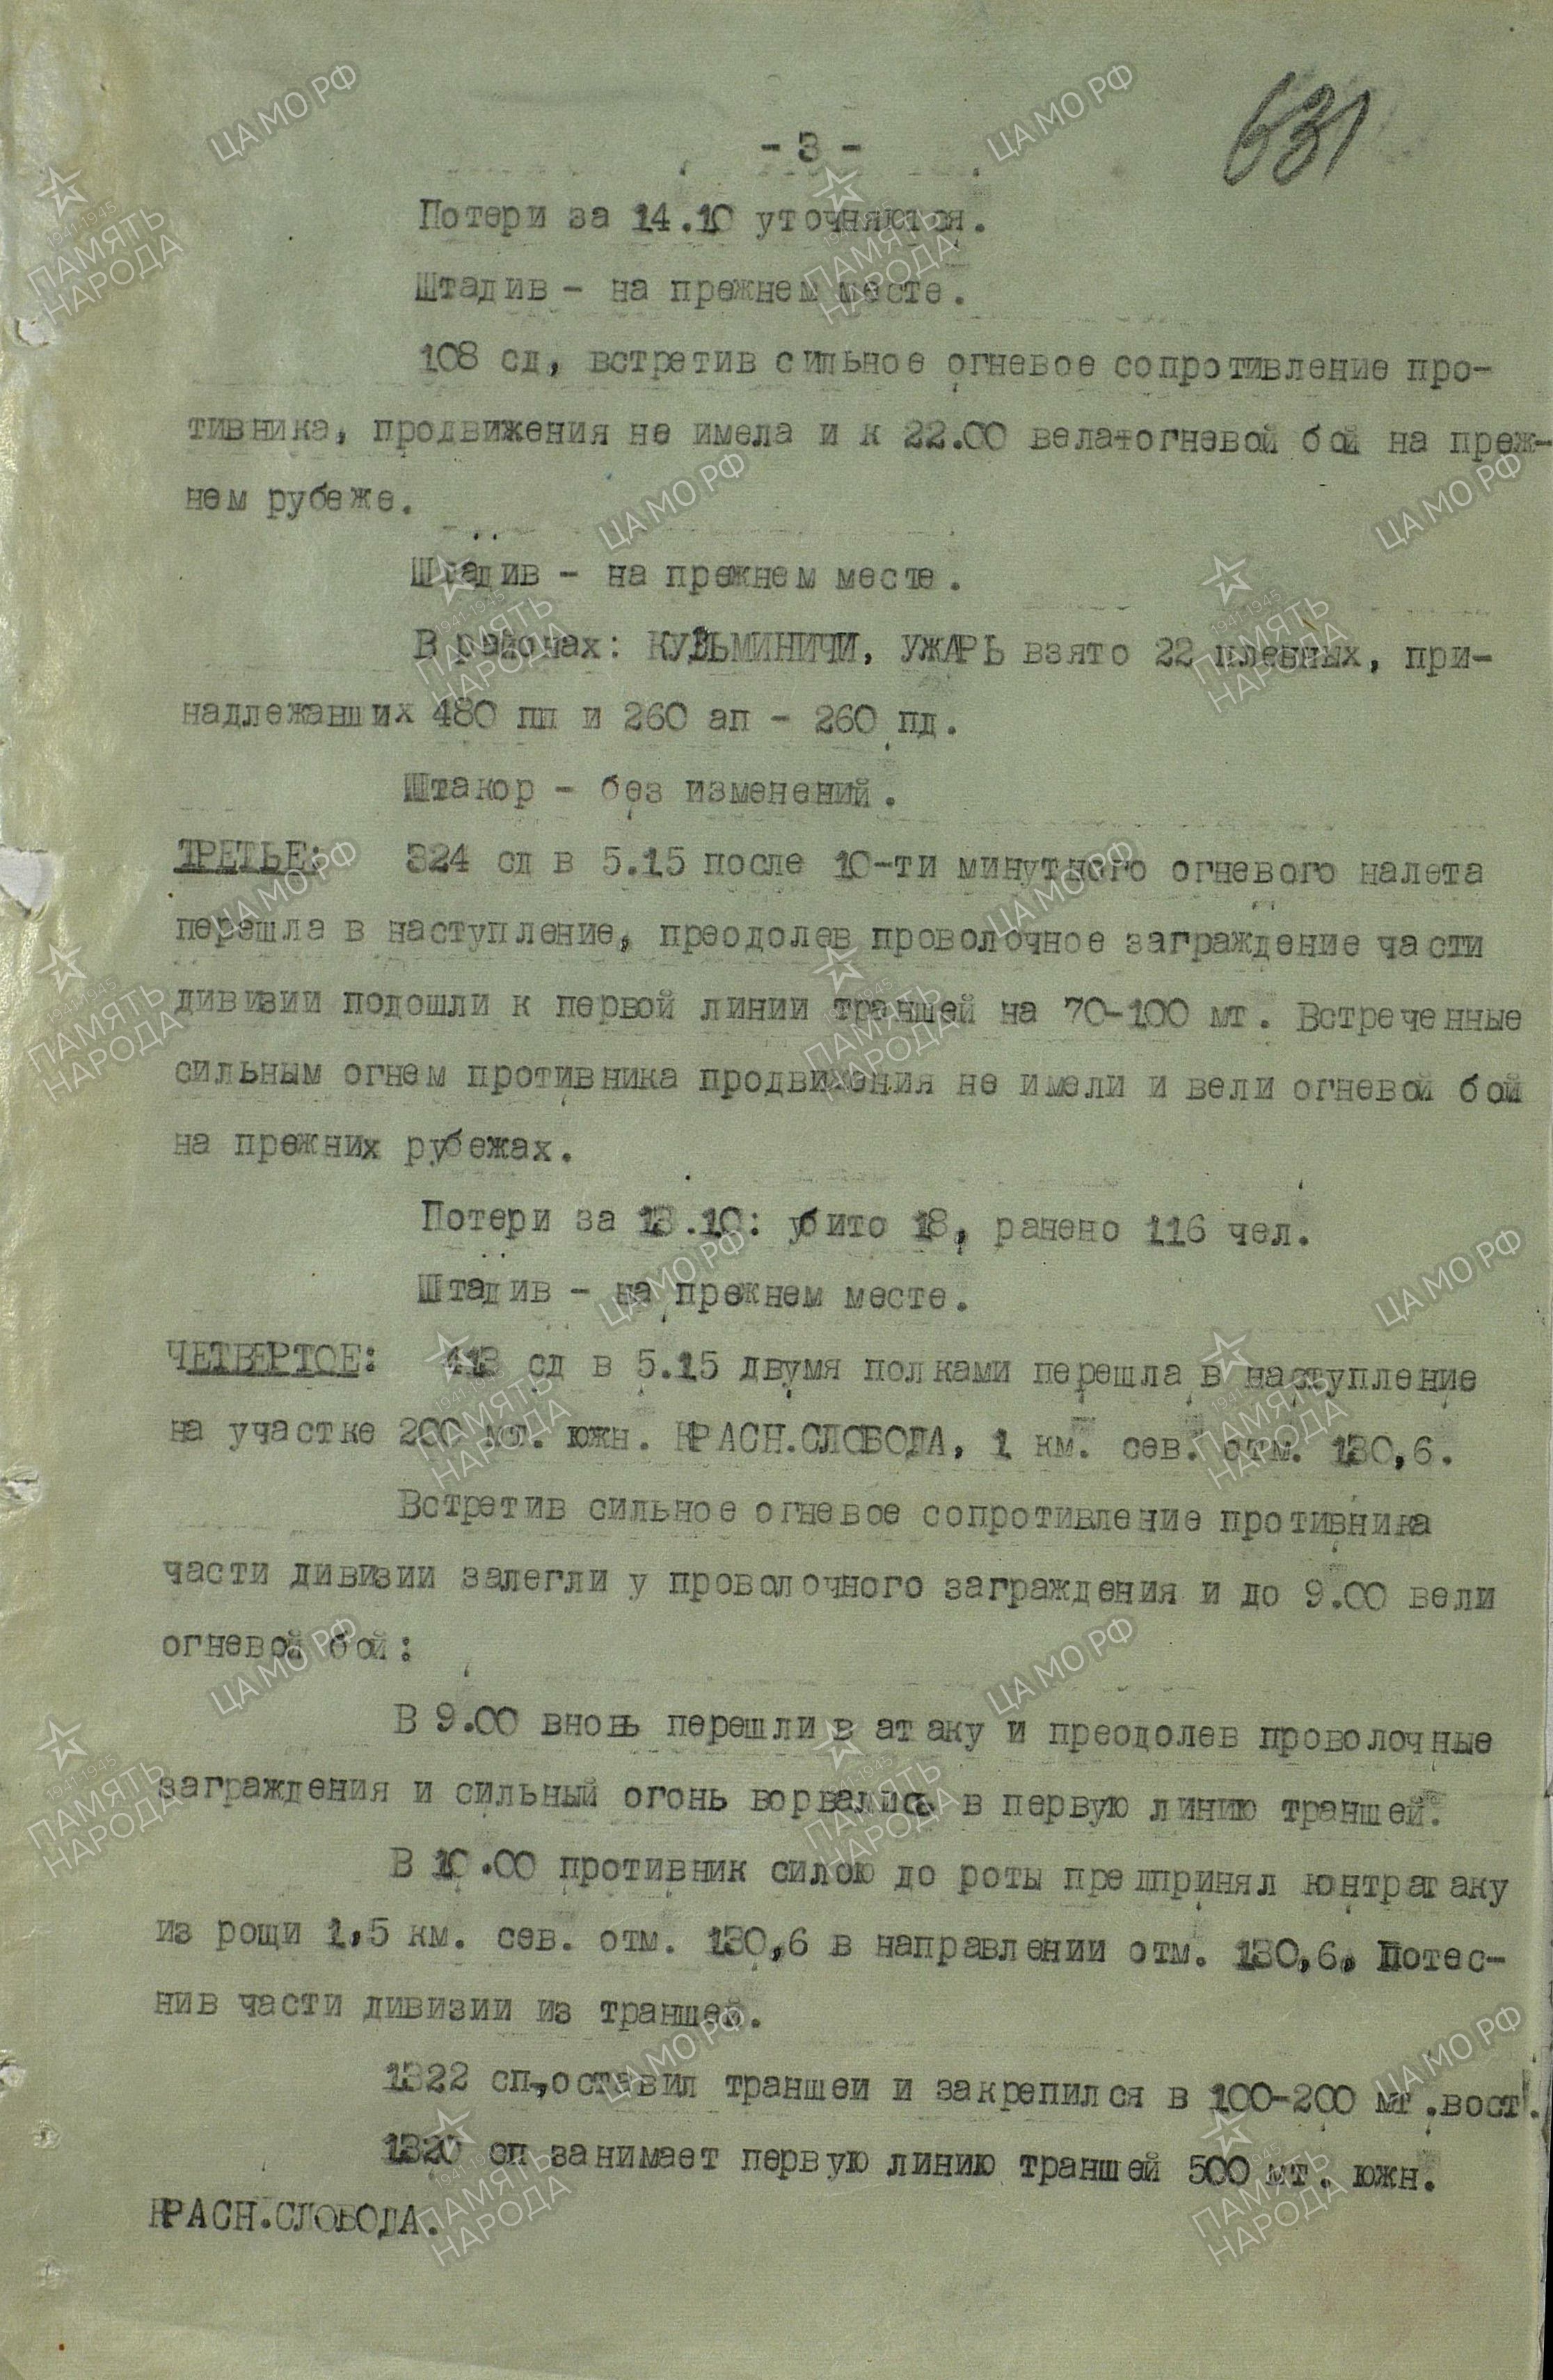 631
- 3 -
Потери за 14.10 уточняются.
Штадив - на прежнем месте.
108 сд, встретив сильное огневое сопротивление про-
тивника, продвижения не имела и к 22.00 вела огневой бой на преж-
нем рубеже.
Штадив - на прежнем месте.
В районах: КУЗЬМИНИЧИ, УЖАРЬ взято 22 пленных, при-
надлежавших 480 пп и 260 ап - 260 пд.
Штакор - без изменений.
ТРЕТЬЕ: 324 сд в 5.15 после 10-ти минутного огневого налета
перешла в наступление, преодолев проволочное заграждение части
дивизии подошли к первой линии траншей на 70-100 мт. Встреченные
сильным огнем противника продвижения не имели и вели огневой бой
на прежних рубежах.
Потери за 13.10: убито 18, ранено 116 чел.
Штадив - на прежнем месте.
ЧЕТВЕРТОЕ: 413 сд в 5.15 двумя полками перешла в наступление
на участке 200 мт. южн. КРАСН.СЛОБОДА, 1 км. сев. отм. 130,6.
Встретив сильное огневое сопротивление противника
части дивизии залегли у проволочного заграждения и до 9.00 вели
огневой бой:
В 9.00 вновь перешли в атаку и преодолев проволочные
заграждения и сильный огонь ворвались в первую линию траншей.
В 10.00 противник силою до роты предпринял контратаку
из рощи 1,5 км. сев. отм. 130,6 в направлении отм. 130,6, Потес-
нив части дивизии из траншей.
1322 сп, оставил траншеи и закрепился в 100-200 мт.вост.
1320 сп занимает первую линию траншей 500 мт. южн.
КРАСН.СЛОБОДА.